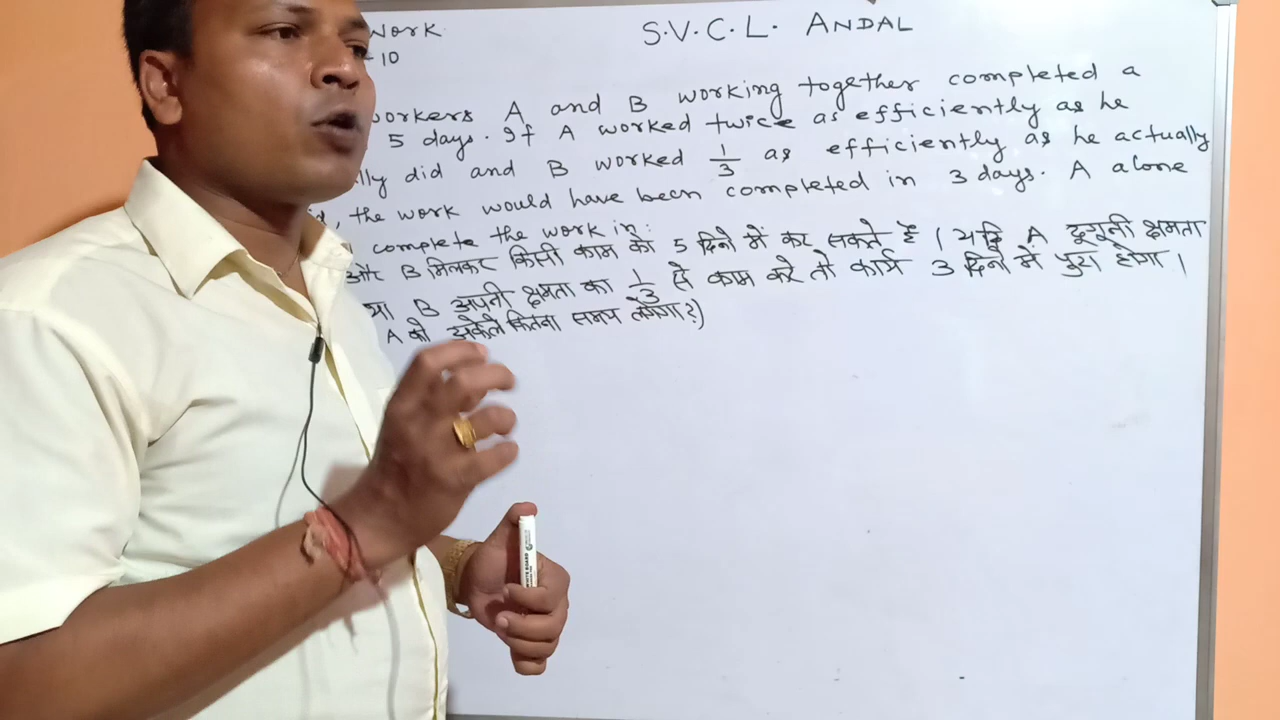 Work
S.V.C.L. ANDAL
-10
workers A and B working together completed a
5 days. If A worked twice as efficiently as he
lly did and B worked 1/3 as efficiently as he actually
, the work would have been completed in 3 days. A alone
complete the work in:
और B मिलकर किसी काम को 5 दिनो में कर सकते है । यदि A दूगूनी क्षमता
B अपनी क्षमता का 1/3 से काम करे तो कार्य 3 दिनो में पुरा होगा ।
A को अकेले कितना समय लगेगा?)